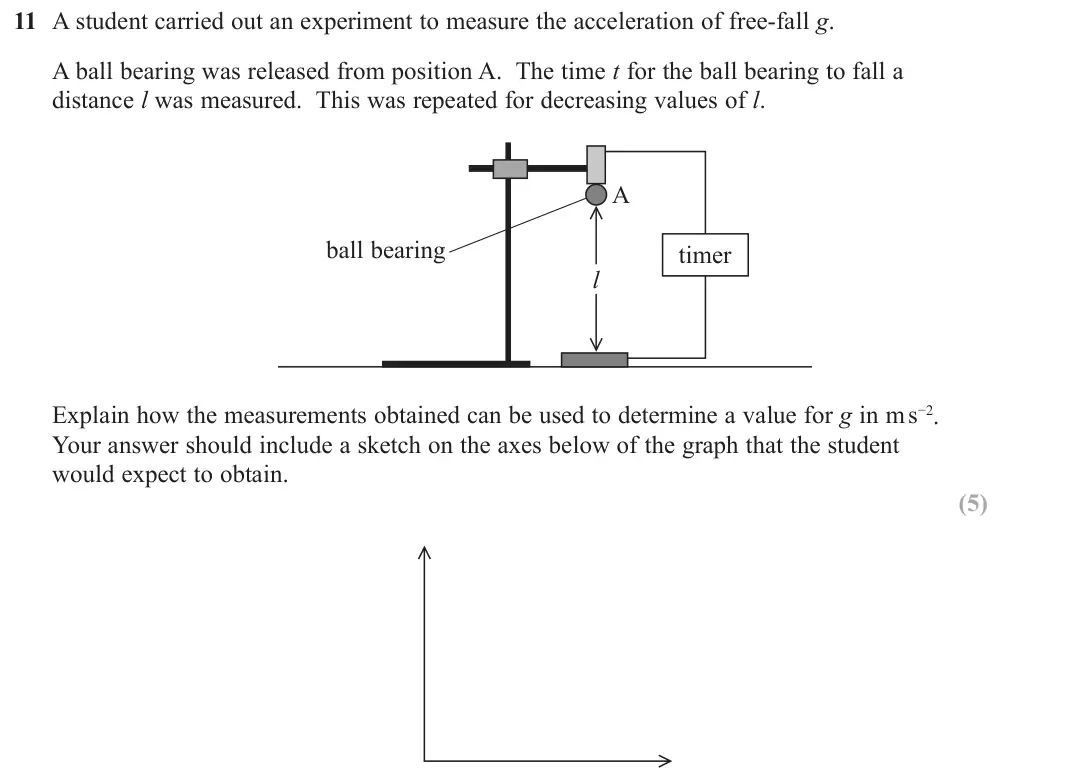 11 A student carried out an experiment to measure the acceleration of free-fall g.
A ball bearing was released from position A. The time t for the ball bearing to fall a
distance l was measured. This was repeated for decreasing values of l.
A
ball bearing
timer
l
Explain how the measurements obtained can be used to determine a value for g in m s⁻².
Your answer should include a sketch on the axes below of the graph that the student
would expect to obtain.
(5)